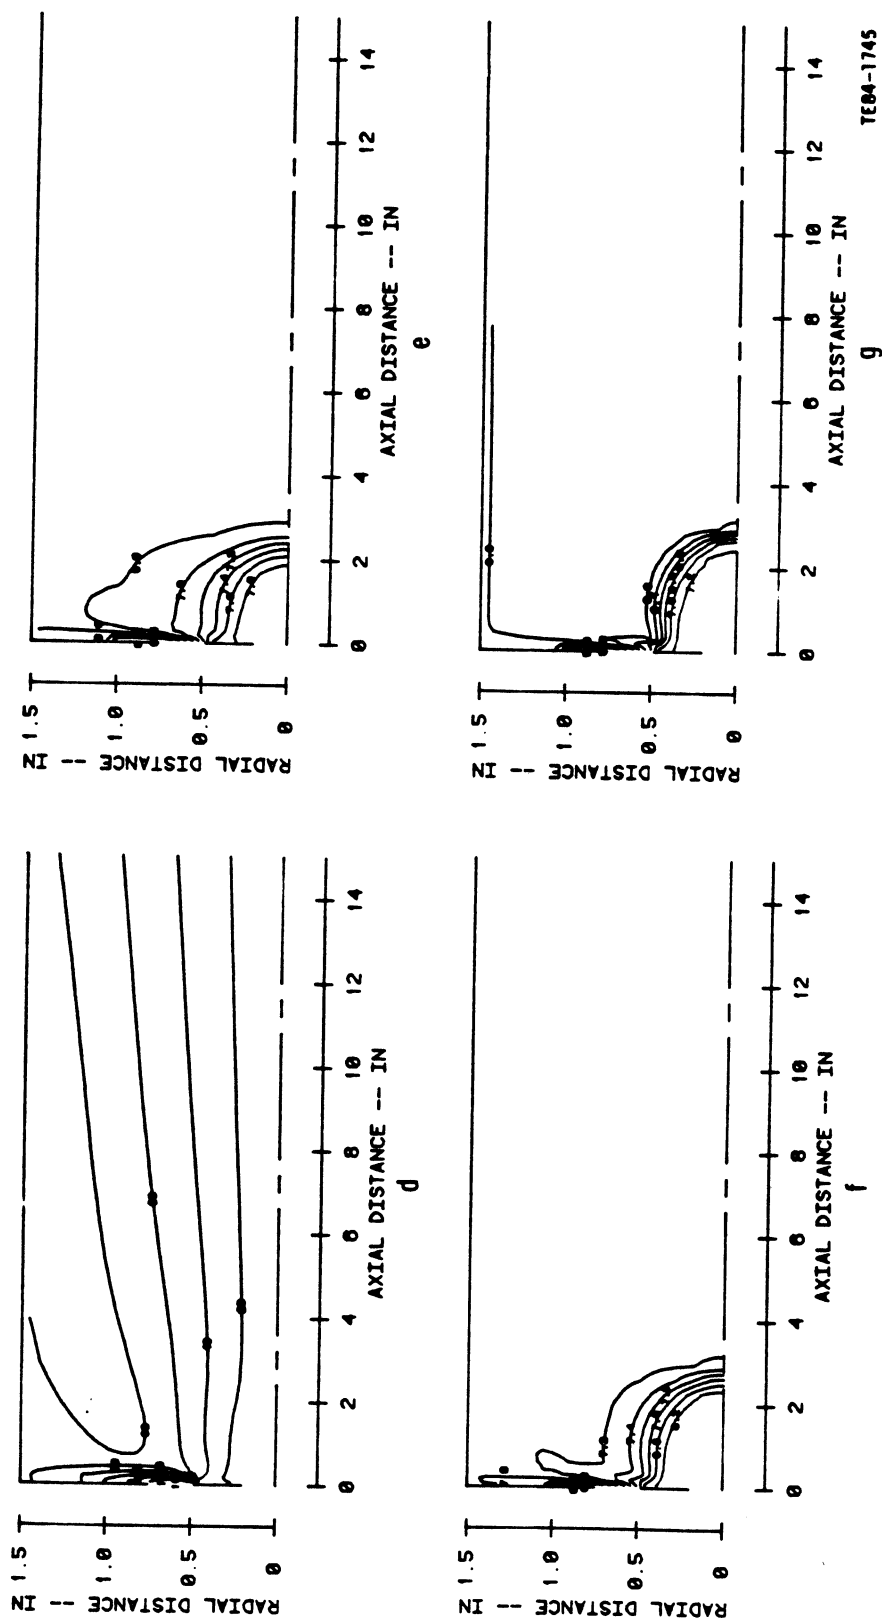 1.5
1.0
0.5
0
RADIAL DISTANCE -- IN
0 2 4 6 8 10 12 14
AXIAL DISTANCE -- IN
d
1.5
1.0
0.5
0
RADIAL DISTANCE -- IN
0 2 4 6 8 10 12 14
AXIAL DISTANCE -- IN
e
1.5
1.0
0.5
0
RADIAL DISTANCE -- IN
0 2 4 6 8 10 12 14
AXIAL DISTANCE -- IN
f
1.5
1.0
0.5
0
RADIAL DISTANCE -- IN
0 2 4 6 8 10 12 14
AXIAL DISTANCE -- IN
g
TE84-1745